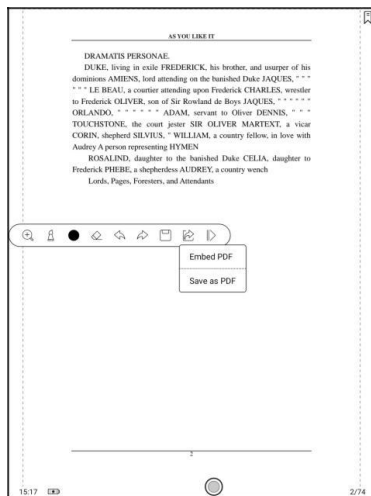 AS YOU LIKE IT
DRAMATIS PERSONAE.
DUKE, living in exile FREDERICK, his brother, and usurper of his
dominions AMIENS, lord attending on the banished Duke JAQUES, " " "
" " " LE BEAU, a courtier attending upon Frederick CHARLES, wrestler
to Frederick OLIVER, son of Sir Rowland de Boys JAQUES, " " " " " "
ORLANDO, " " " " " " ADAM, servant to Oliver DENNIS, " " "
TOUCHSTONE, the court jester SIR OLIVER MARTEXT, a vicar
CORIN, shepherd SILVIUS, " WILLIAM, a country fellow, in love with
Audrey A person representing HYMEN
ROSALIND, daughter to the banished Duke CELIA, daughter to
Frederick PHEBE, a shepherdess AUDREY, a country wench
Lords, Pages, Foresters, and Attendants
Embed PDF
Save as PDF
2
15:17
2/74